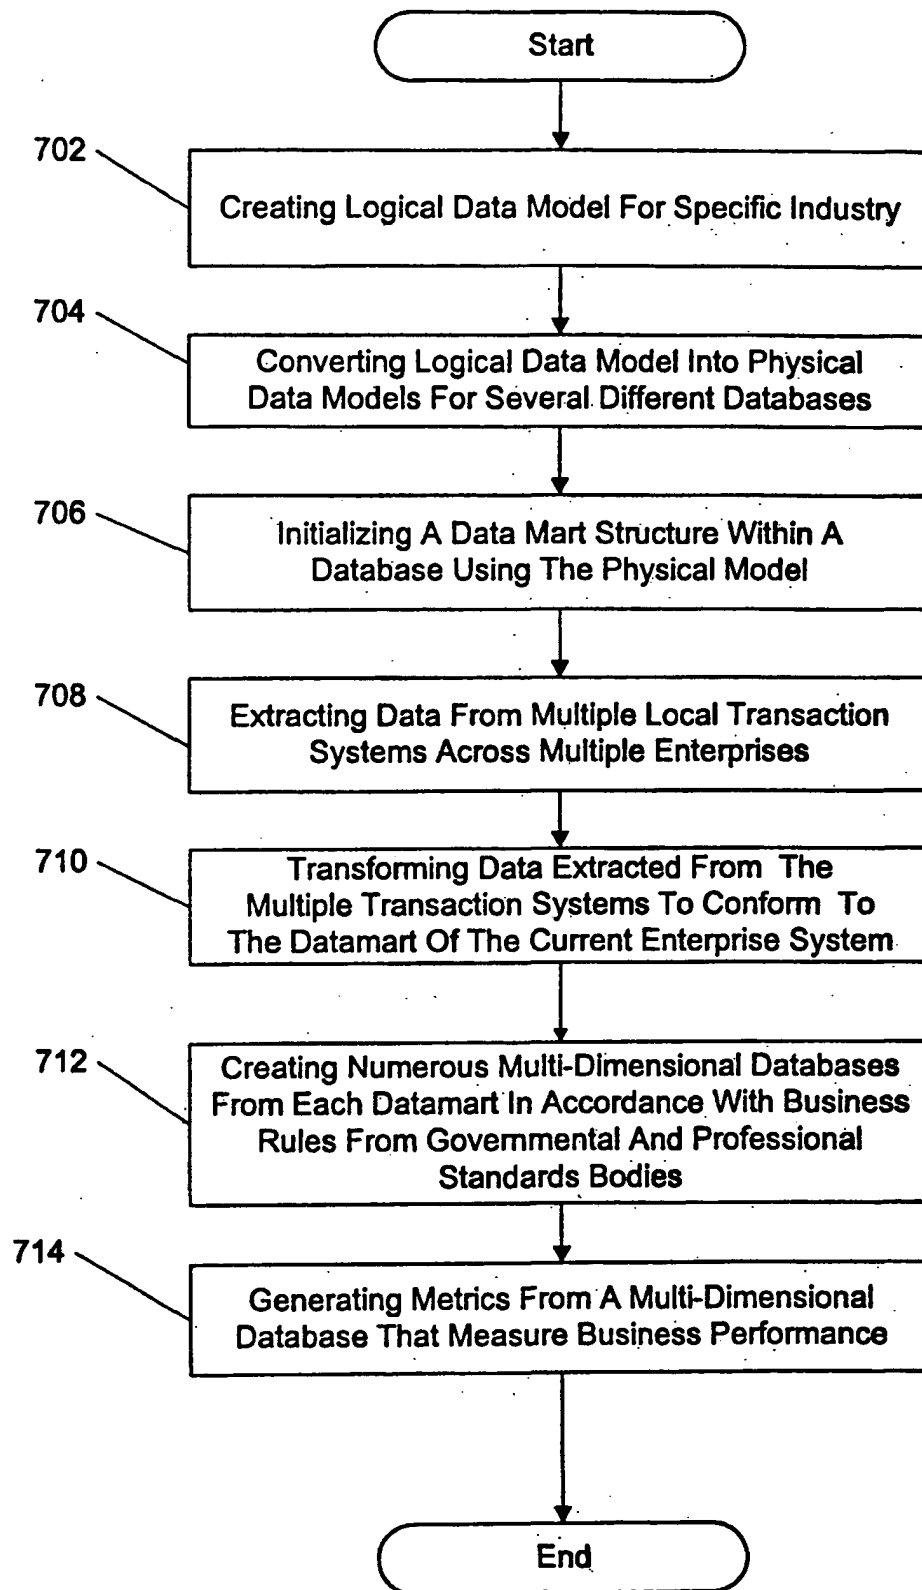 Start
702
Creating Logical Data Model For Specific Industry
704
Converting Logical Data Model Into Physical
Data Models For Several Different Databases
706
Initializing A Data Mart Structure Within A
Database Using The Physical Model
708
Extracting Data From Multiple Local Transaction
Systems Across Multiple Enterprises
710
Transforming Data Extracted From The
Multiple Transaction Systems To Conform To
The Datamart Of The Current Enterprise System
712
Creating Numerous Multi-Dimensional Databases
From Each Datamart In Accordance With Business
Rules From Governmental And Professional
Standards Bodies
714
Generating Metrics From A Multi-Dimensional
Database That Measure Business Performance
End